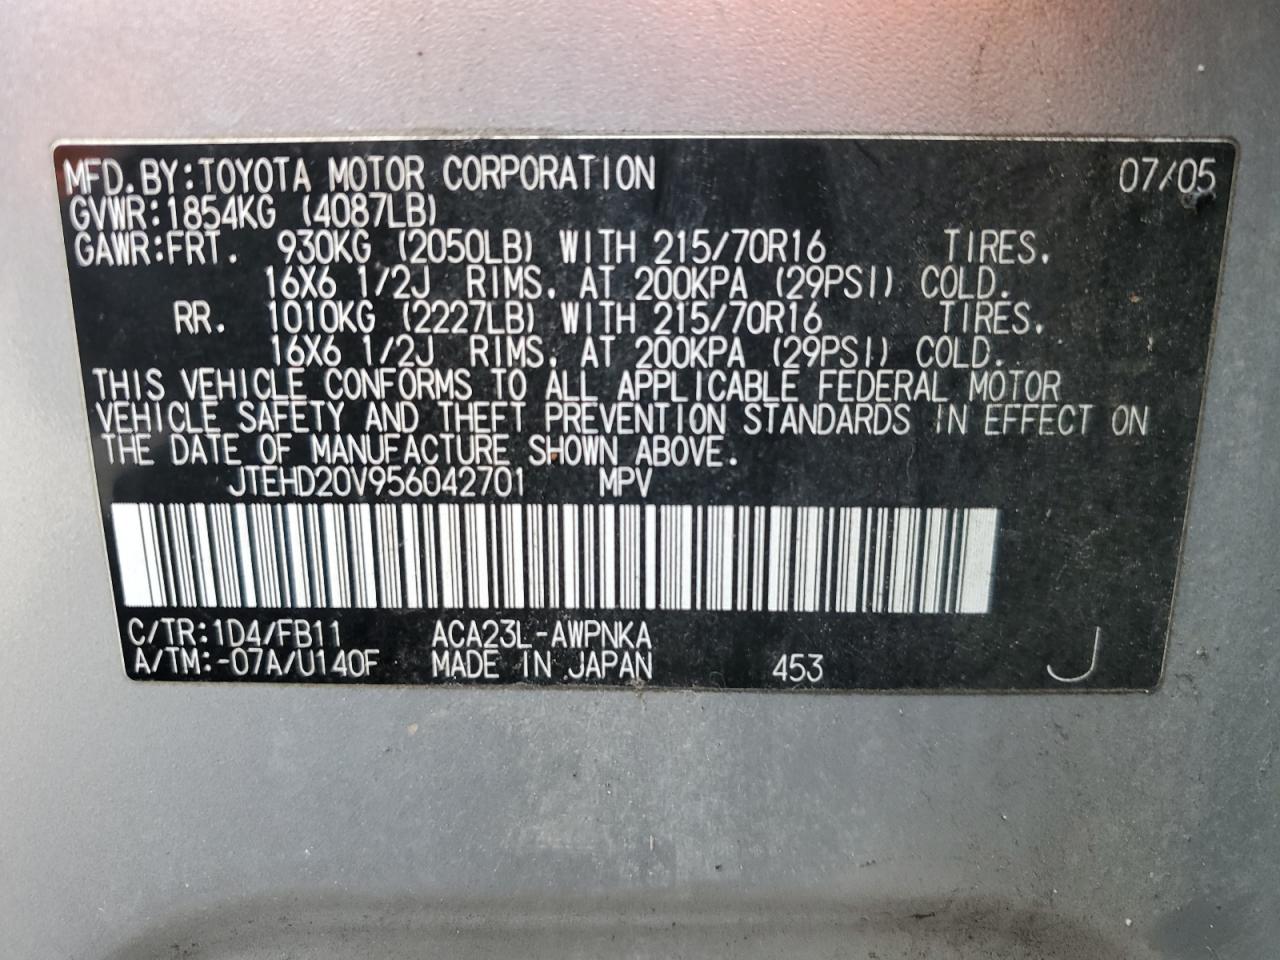 MFD.BY:TOYOTA MOTOR CORPORATION 07/05
GVWR:1854KG (4087LB)
GAWR:FRT. 930KG (2050LB) WITH 215/70R16 TIRES.
16X6 1/2J RIMS. AT 200KPA (29PSI) COLD.
RR. 1010KG (2227LB) WITH 215/70R16 TIRES.
16X6 1/2J RIMS. AT 200KPA (29PSI) COLD.
THIS VEHICLE CONFORMS TO ALL APPLICABLE FEDERAL MOTOR
VEHICLE SAFETY AND THEFT PREVENTION STANDARDS IN EFFECT ON
THE DATE OF MANUFACTURE SHOWN ABOVE.
JTEHD20V956042701 MPV
C/TR:1D4/FB11 ACA23L-AWPNKA
A/TM:-07A/U140F MADE IN JAPAN 453 J